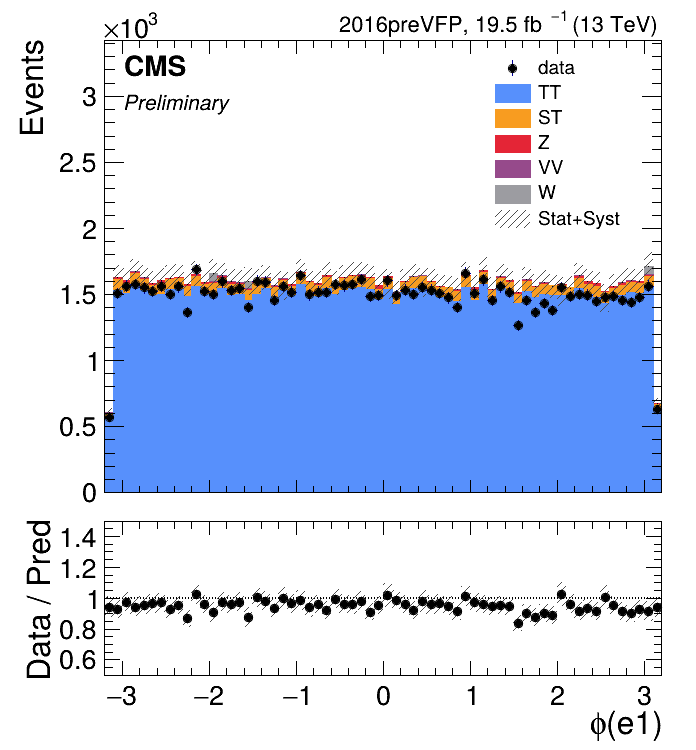 ×10³
2016preVFP, 19.5 fb ⁻¹ (13 TeV)
CMS
Preliminary
data
TT
ST
Z
VV
W
Stat+Syst
Events
3
2.5
2
1.5
1
0.5
0
Data / Pred
1.4
1.2
1
0.8
0.6
−3 −2 −1 0 1 2 3
ϕ(e1)